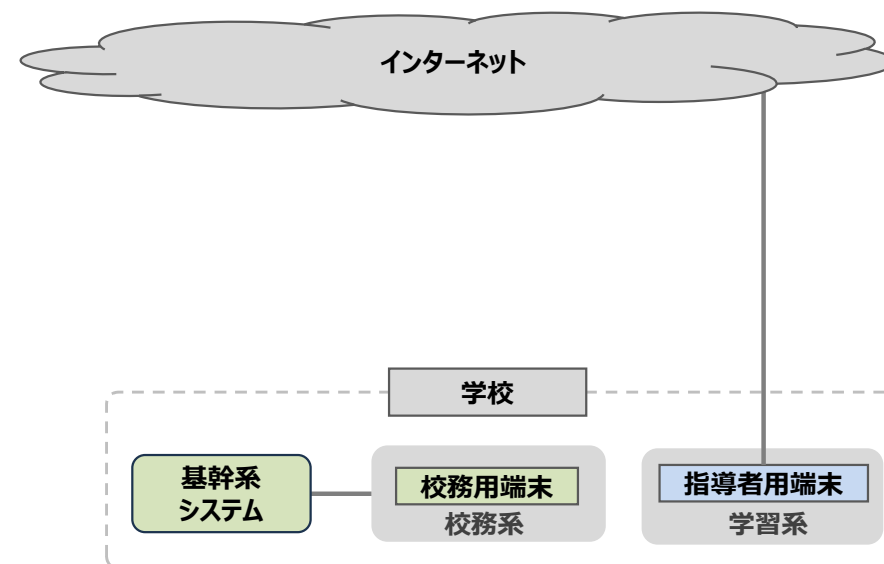 インターネット
学校
基幹系
システム
校務用端末
校務系
指導者用端末
学習系